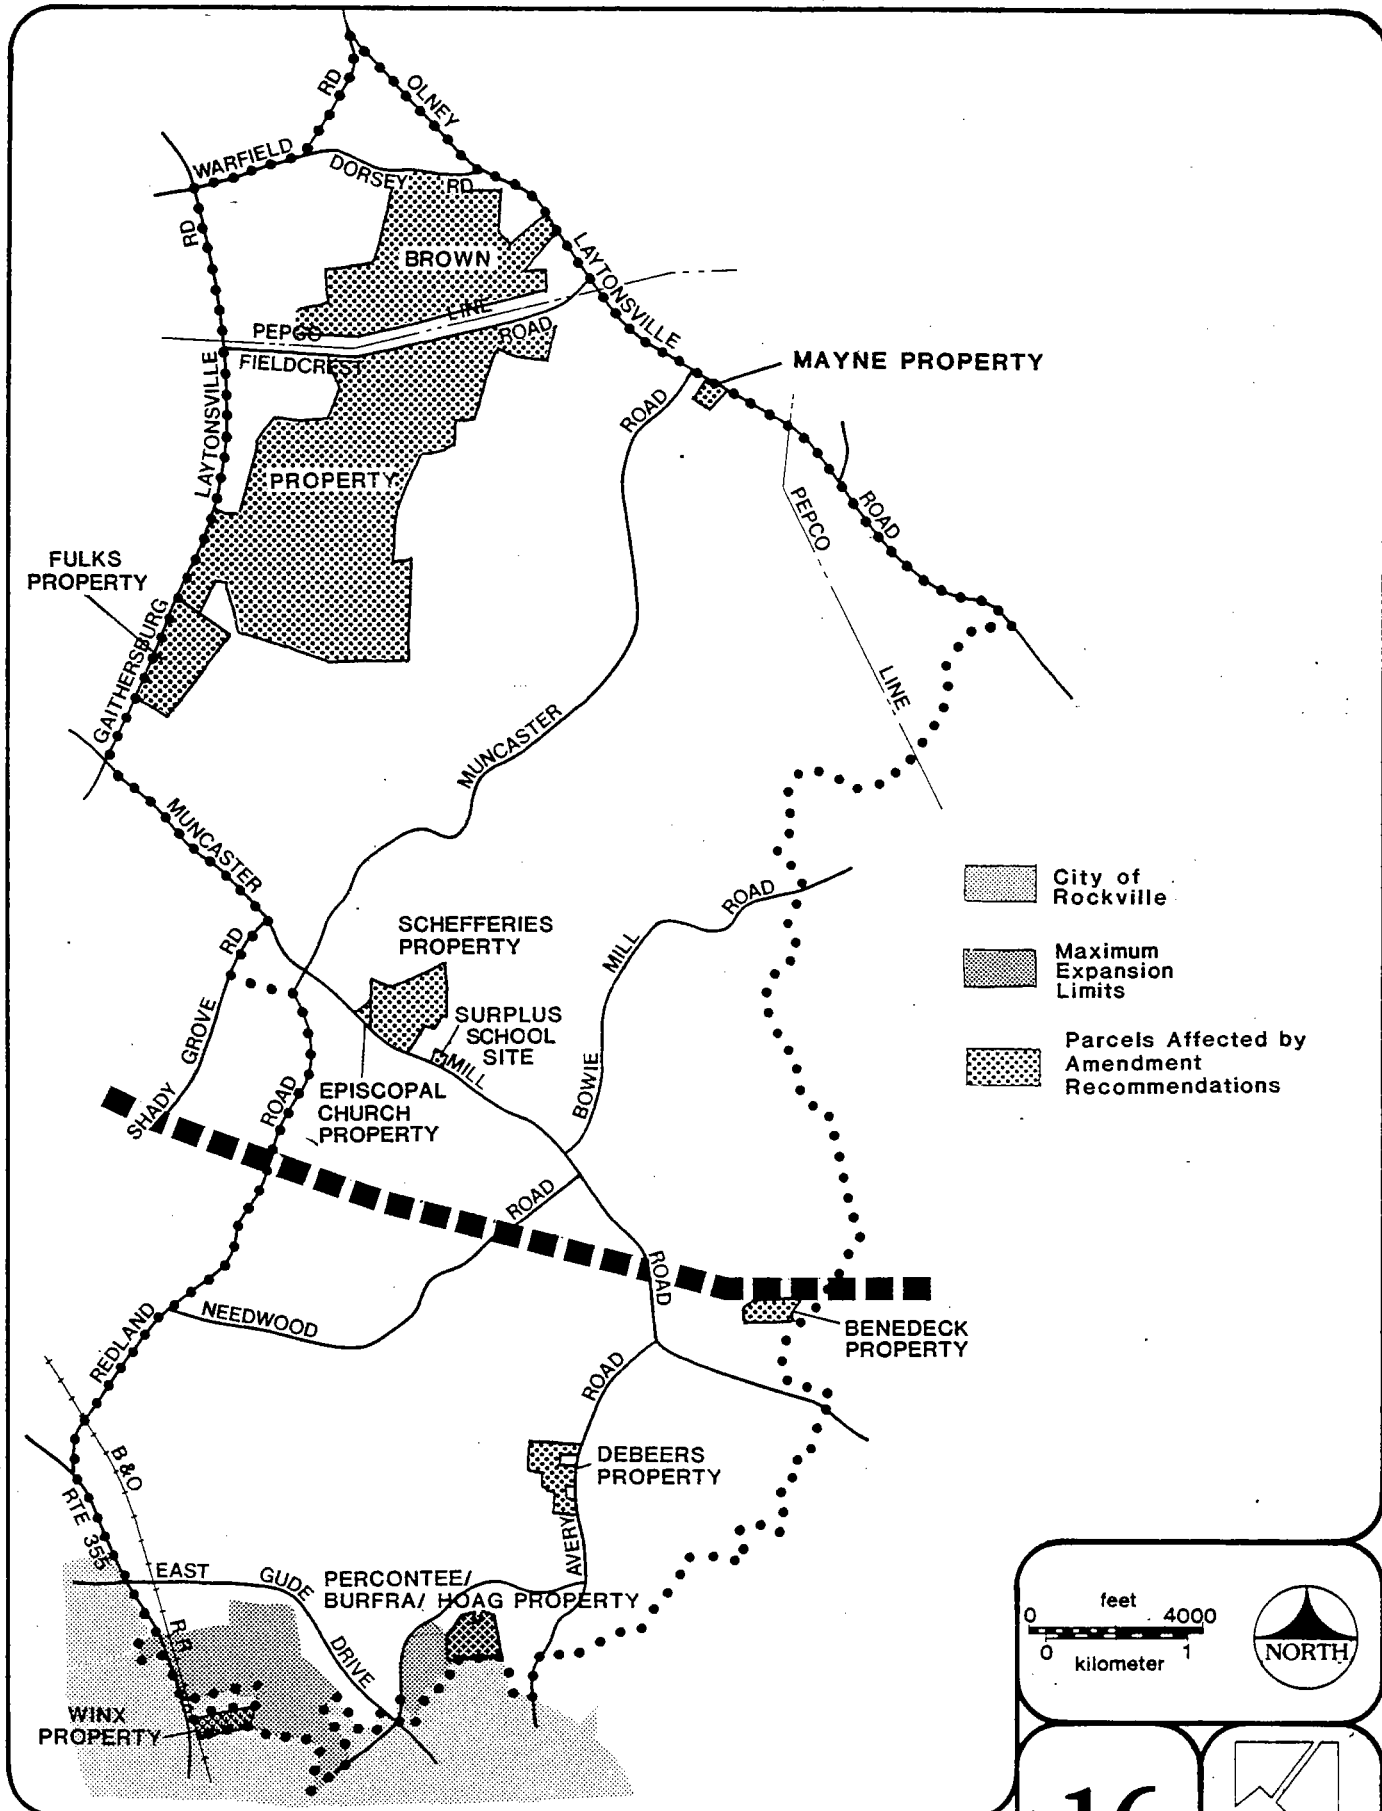 RD
OLNEY
WARFIELD
DORSEY RD
RD
BROWN
LAYTONSVILLE
PEPCO LINE
FIELDCREST ROAD
LAYTONSVILLE
MAYNE PROPERTY
ROAD
PROPERTY
PEPCO
ROAD
FULKS
PROPERTY
GAITHERSBURG
LINE
MUNCASTER
MUNCASTER
City of
Rockville
ROAD
SCHEFFERIES
PROPERTY
RD
MILL
Maximum
Expansion
Limits
SURPLUS
SCHOOL
SITE
GROVE
Parcels Affected by
Amendment
Recommendations
MILL
BOWIE
EPISCOPAL
CHURCH
PROPERTY
ROAD
SHADY
ROAD
ROAD
NEEDWOOD
REDLAND
BENEDECK
PROPERTY
ROAD
B & O
DEBEERS
PROPERTY
RTE 355
AVERY
EAST GUDE
PERCONTEE/
BURFRA/ HOAG PROPERTY
feet
0 4000
0 1
kilometer
NORTH
RR
DRIVE
WINX
PROPERTY
16